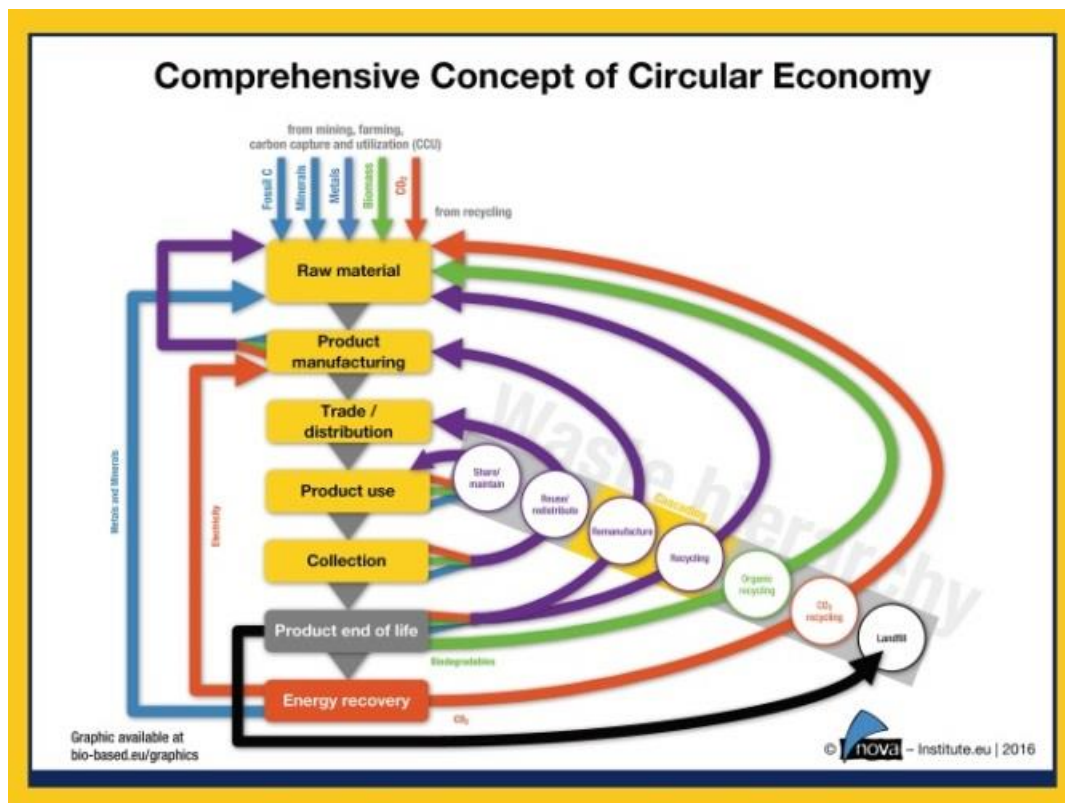 Comprehensive Concept of Circular Economy
from mining, farming,
carbon capture and utilization (CCU)
Fossil C
Minerals
Metals
Biomass
CO₂
from recycling
Raw material
Product
manufacturing
Trade /
distribution
Product use
Collection
Product end of life
Energy recovery
Metals and Minerals
Electricity
Waste hierarchy
Cascading
Share/
maintain
Reuse/
redistribute
Remanufacture
Recycling
Organic
recycling
CO₂
recycling
Landfill
Biodegradables
CO₂
Graphic available at
bio-based.eu/graphics
© nova – Institute.eu | 2016